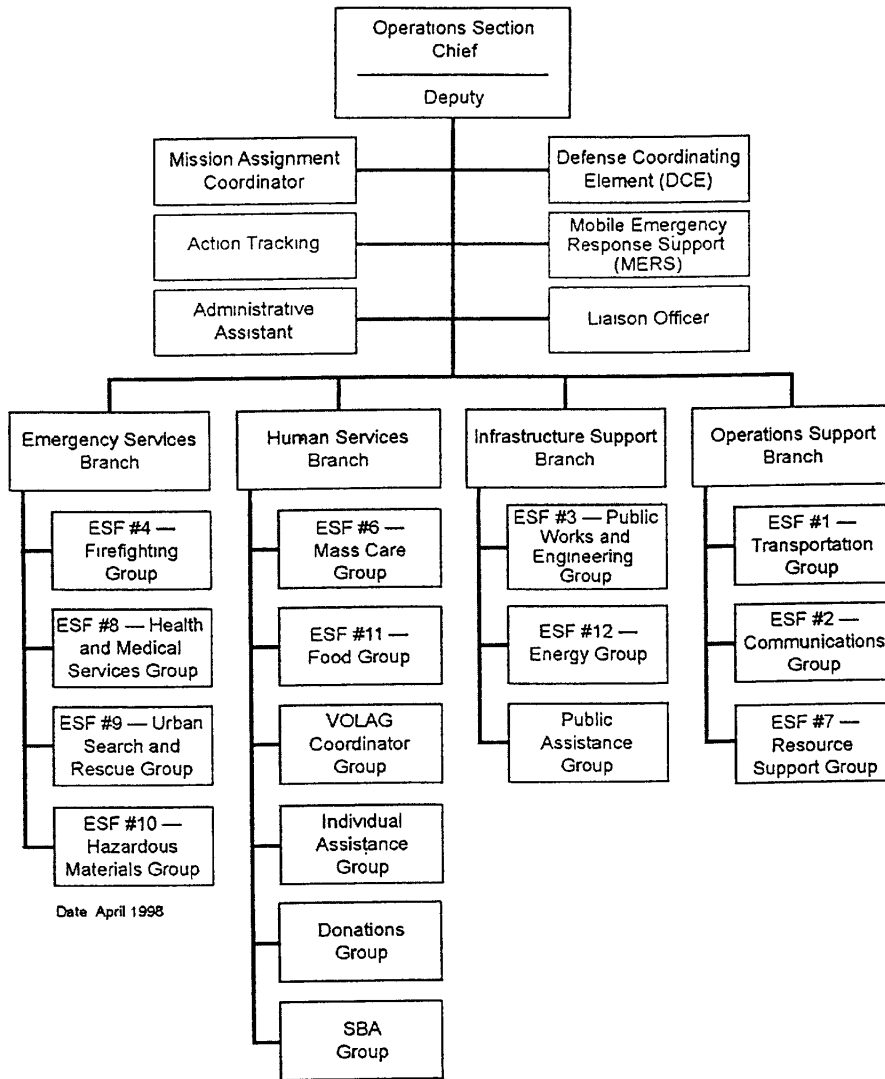 Operations Section
Chief
Deputy
Mission Assignment
Coordinator
Defense Coordinating
Element (DCE)
Action Tracking
Mobile Emergency
Response Support
(MERS)
Administrative
Assistant
Liaison Officer
Emergency Services
Branch
ESF #4 —
Firefighting
Group
ESF #8 — Health
and Medical
Services Group
ESF #9 — Urban
Search and
Rescue Group
ESF #10 —
Hazardous
Materials Group
Human Services
Branch
ESF #6 —
Mass Care
Group
ESF #11 —
Food Group
VOLAG
Coordinator
Group
Individual
Assistance
Group
Donations
Group
SBA
Group
Infrastructure Support
Branch
ESF #3 — Public
Works and
Engineering
Group
ESF #12 —
Energy Group
Public
Assistance
Group
Operations Support
Branch
ESF #1 —
Transportation
Group
ESF #2 —
Communications
Group
ESF #7 —
Resource
Support Group
Date April 1998